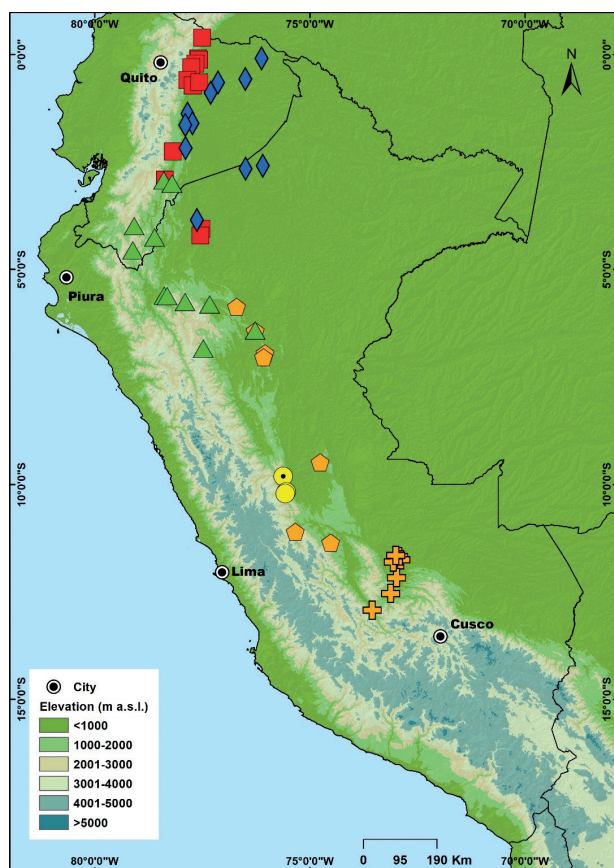 80°0'0"W 75°0'0"W 70°0'0"W
0°0'0"S 0°0'0"S
N
Quito
5°0'0"S 5°0'0"S
Piura
10°0'0"S 10°0'0"S
Lima
Cusco
15°0'0"S 15°0'0"S
City
Elevation (m a.s.l.)
<1000
1000-2000
2001-3000
3001-4000
4001-5000
>5000
0 95 190 Km
80°0'0"W 75°0'0"W 70°0'0"W